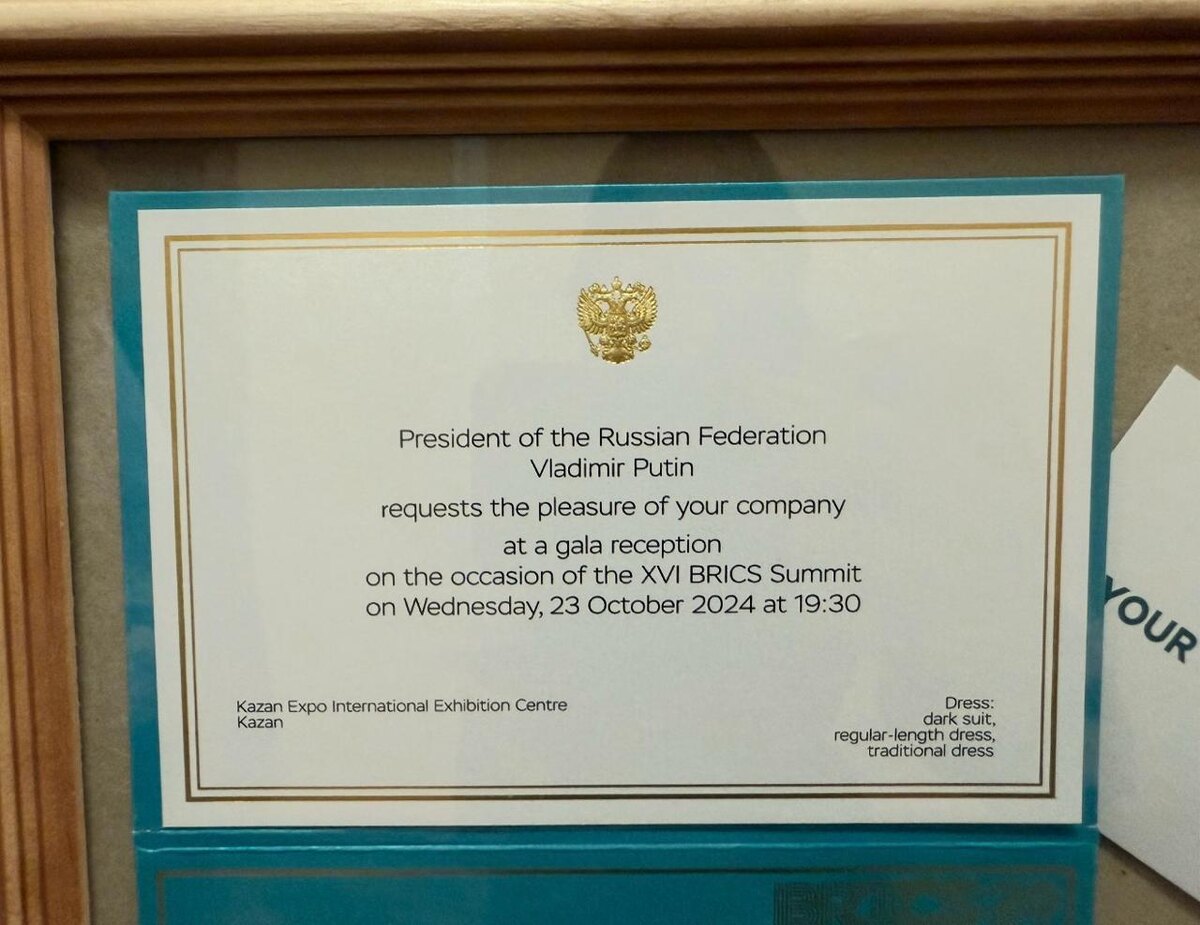 President of the Russian Federation
Vladimir Putin
requests the pleasure of your company
at a gala reception
on the occasion of the XVI BRICS Summit
on Wednesday, 23 October 2024 at 19:30
Kazan Expo International Exhibition Centre
Kazan
Dress:
dark suit,
regular-length dress,
traditional dress
YOUR